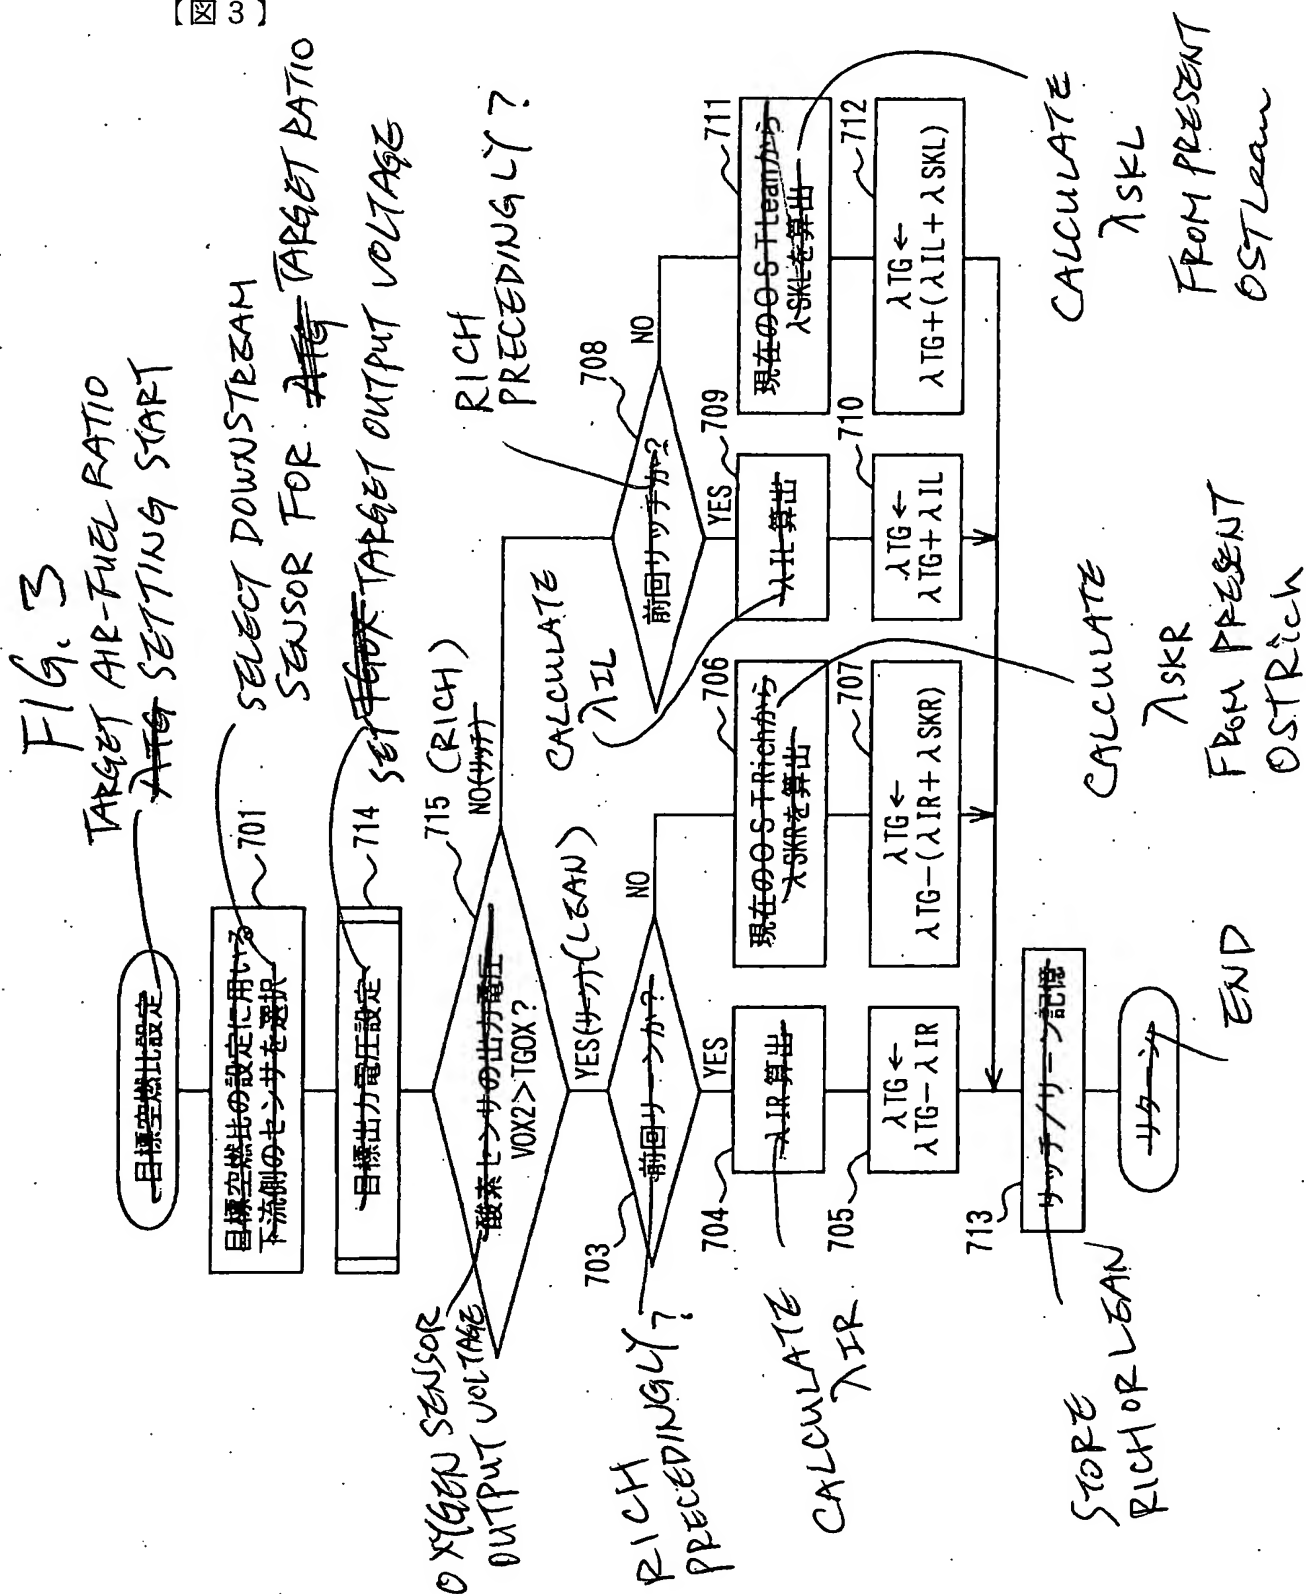 【図3】
FIG. 3
TARGET AIR-FUEL RATIO
λTG SETTING START
目標空燃比設定
SELECT DOWNSTREAM
SENSOR FOR λTG TARGET RATIO
701
目標空燃比の設定に用いる
下流側のセンサを選択
SET TGOX TARGET OUTPUT VOLTAGE
714
目標出力電圧設定
715
OXYGEN SENSOR
OUTPUT VOLTAGE
酸素センサの出力電圧
VOX2>TGOX?
YES(リーン) (LEAN)
NO(リッチ) (RICH)
703
前回リーンか?
RICH
PRECEDINGLY?
YES
NO
708
前回リッチか?
RICH
PRECEDINGLY?
YES
NO
704
λIR算出
CALCULATE
λIR
705
λTG←
λTG-λIR
706
現在のOSTRichから
λSKRを算出
CALCULATE
λSKR
FROM PRESENT
OSTRich
707
λTG←
λTG-(λIR+λSKR)
709
λIL算出
CALCULATE
λIL
710
λTG←
λTG+λIL
711
現在のOSTLeanから
λSKLを算出
CALCULATE
λSKL
FROM PRESENT
OSTLean
712
λTG←
λTG+(λIL+λSKL)
713
リッチ/リーン記憶
STORE
RICH OR LEAN
リターン
END